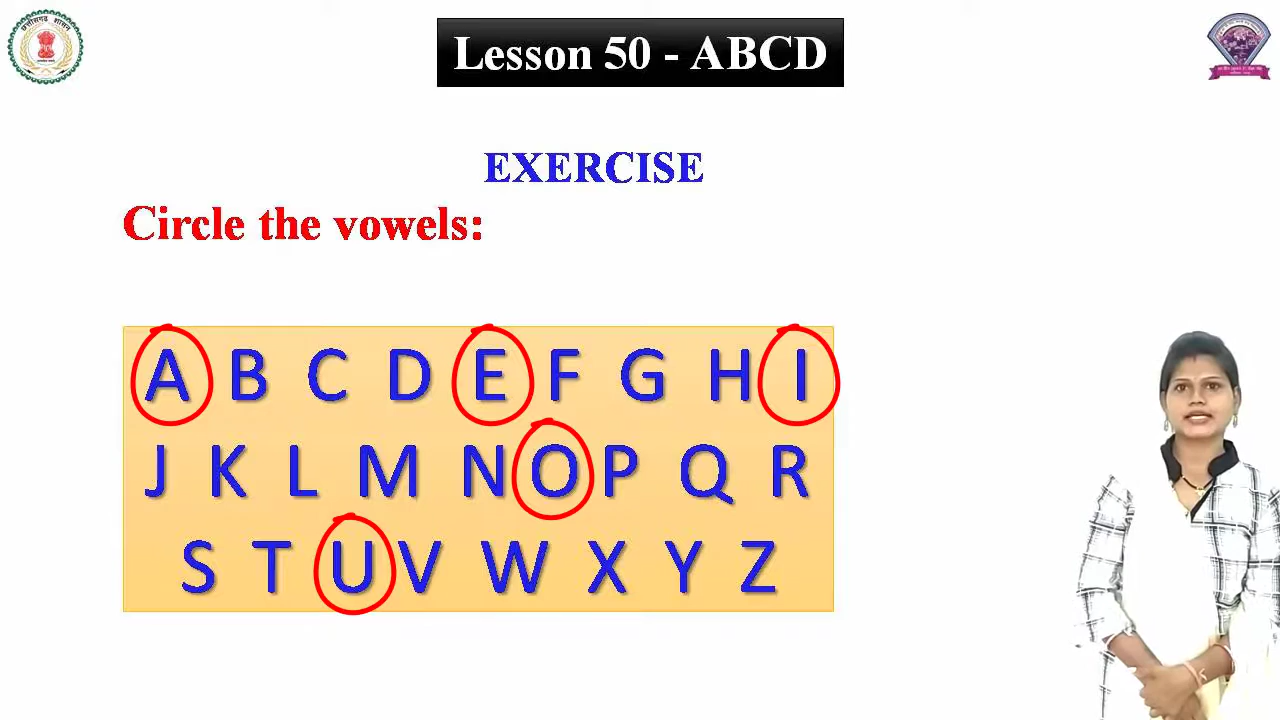 Lesson 50 - ABCD
EXERCISE
Circle the vowels:
A B C D E F G H I
J K L M N O P Q R
S T U V W X Y Z